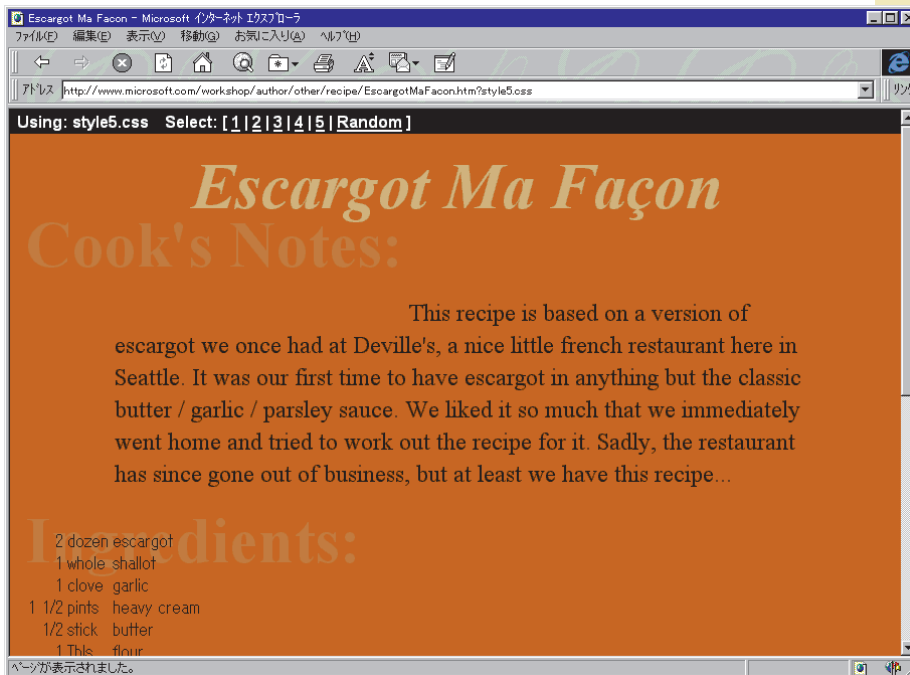 Escargot Ma Facon - Microsoft インターネット エクスプローラ
ファイル(F) 編集(E) 表示(V) 移動(G) お気に入り(A) ヘルプ(H)
アドレス http://www.microsoft.com/workshop/author/other/recipe/EscargotMaFacon.htm?style5.css
Using: style5.css Select: [ 1 | 2 | 3 | 4 | 5 | Random ]
Escargot Ma Façon
Cook's Notes:
This recipe is based on a version of
escargot we once had at Deville's, a nice little french restaurant here in
Seattle. It was our first time to have escargot in anything but the classic
butter / garlic / parsley sauce. We liked it so much that we immediately
went home and tried to work out the recipe for it. Sadly, the restaurant
has since gone out of business, but at least we have this recipe...
Ingredients:
2 dozen escargot
1 whole shallot
1 clove garlic
1 1/2 pints heavy cream
1/2 stick butter
1 Tbls flour
ページが表示されました。